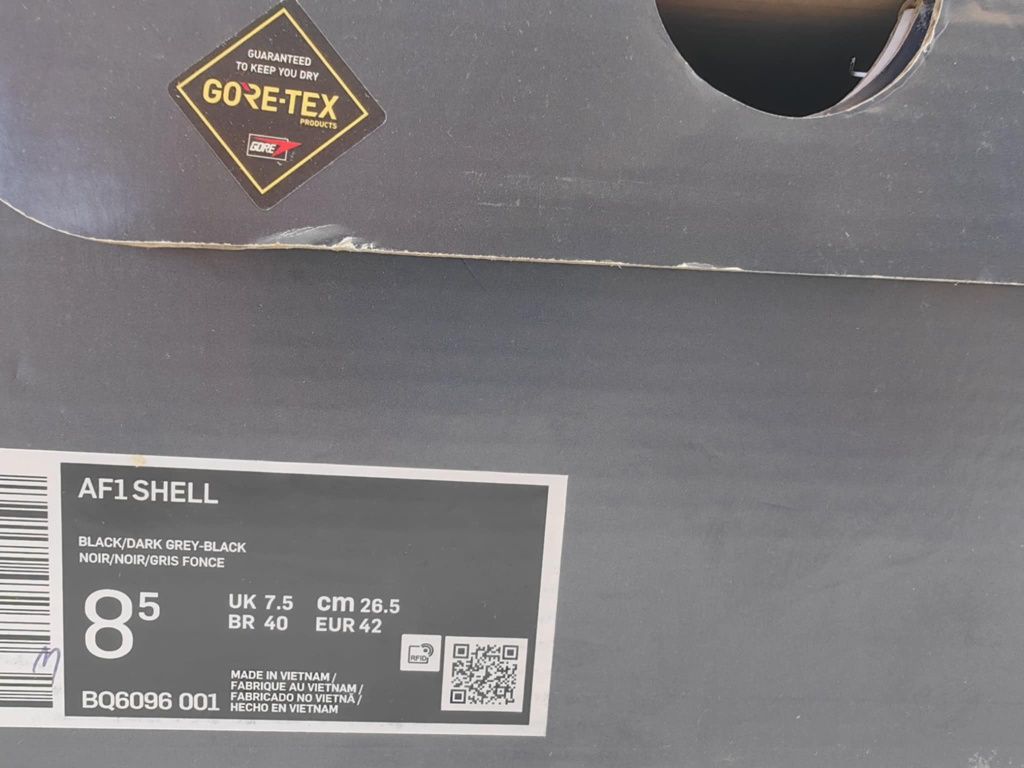 GUARANTEED
TO KEEP YOU DRY
GORE-TEX
PRODUCTS
GORE
AF1 SHELL
BLACK/DARK GREY-BLACK
NOIR/NOIR/GRIS FONCE
8 5
UK 7.5 cm 26.5
BR 40 EUR 42
RFID
MADE IN VIETNAM /
FABRIQUE AU VIETNAM /
FABRICADO NO VIETNÃ /
HECHO EN VIETNAM
BQ6096 001